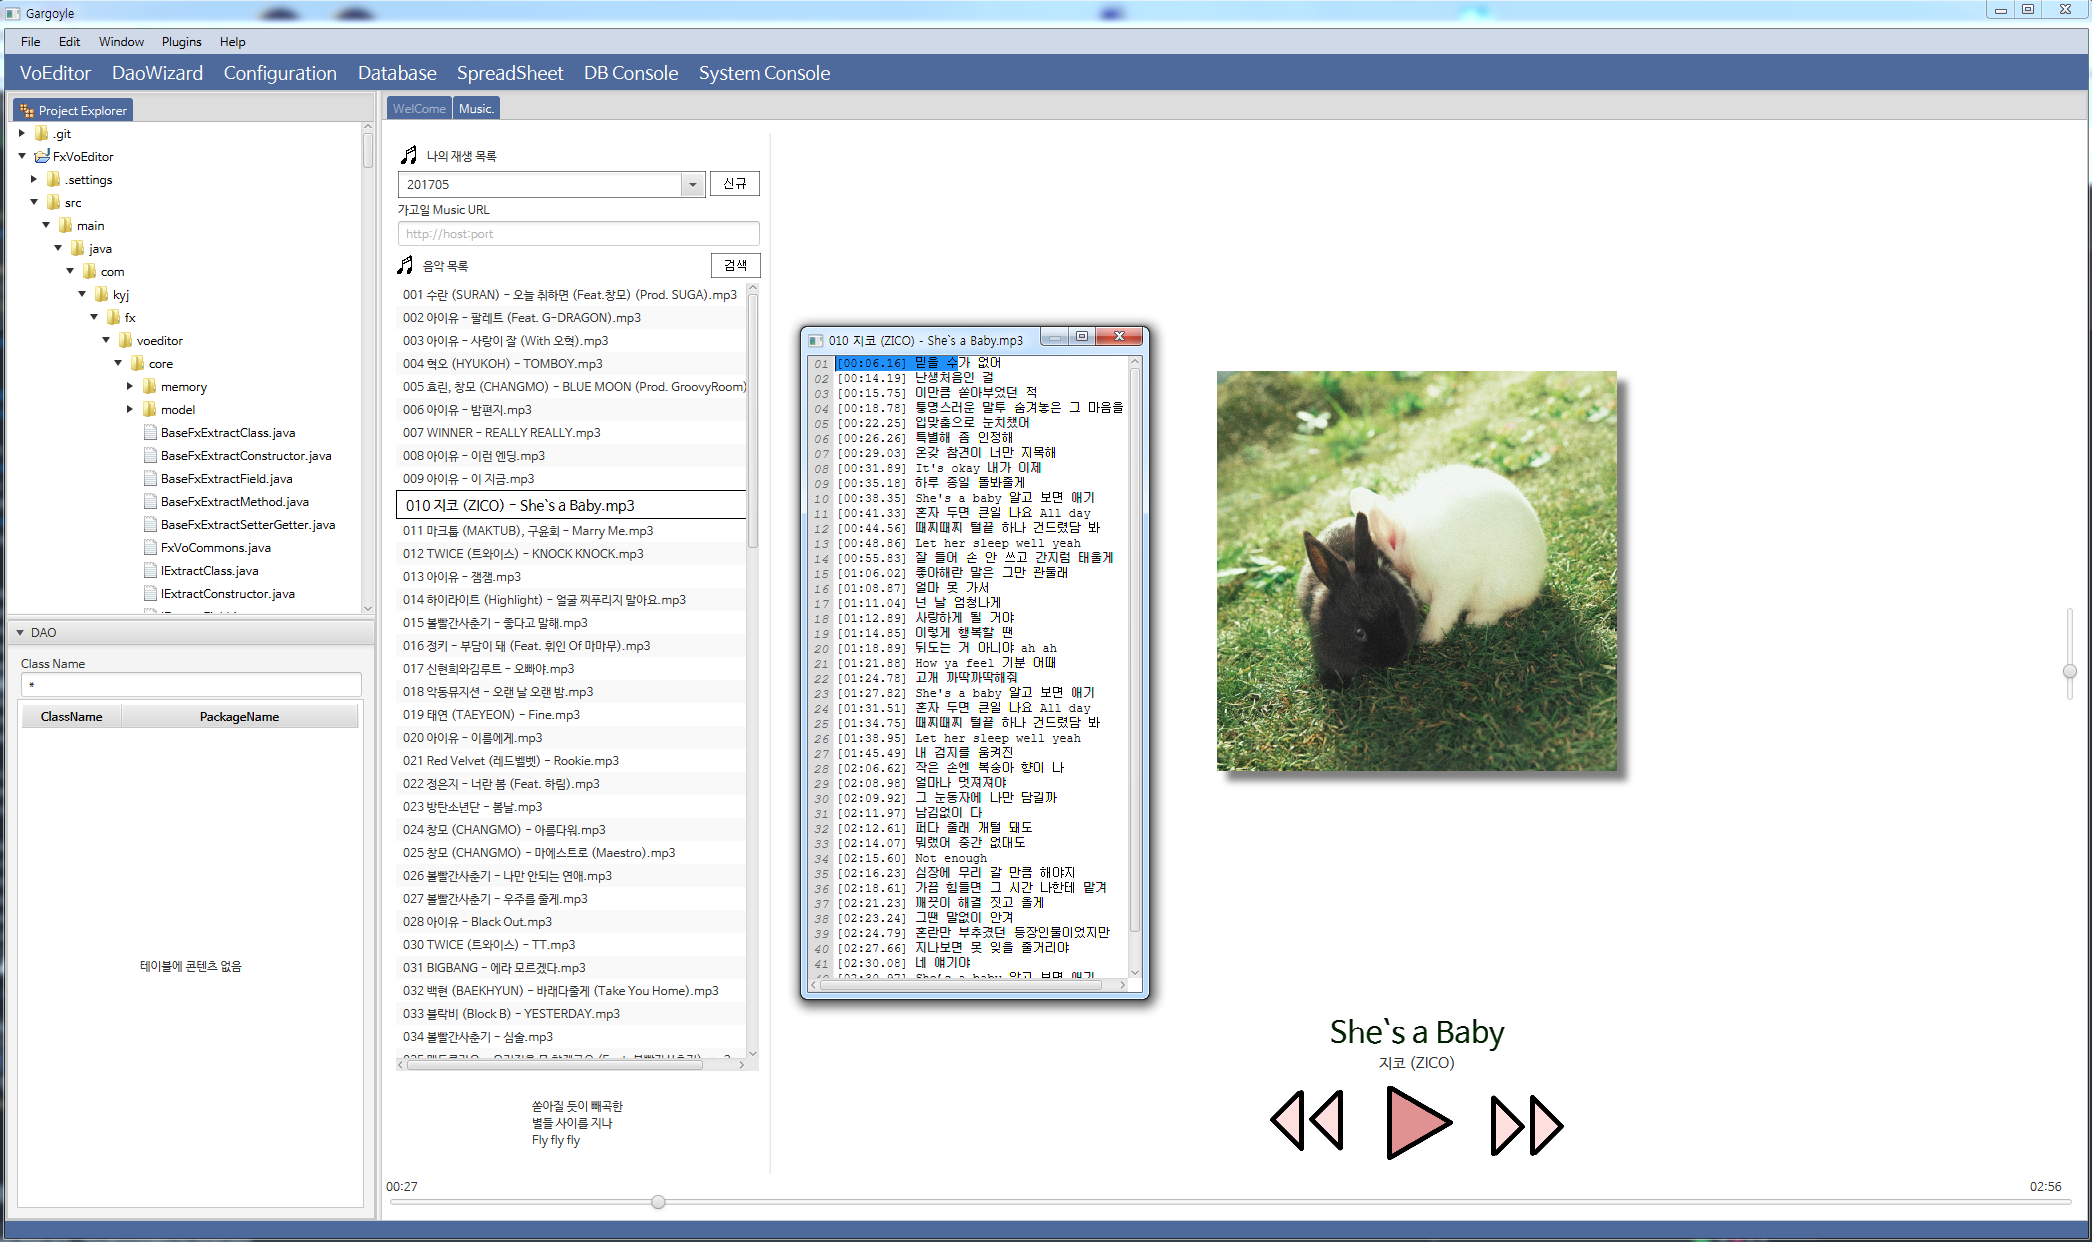 Gargoyle
File Edit Window Plugins Help
VoEditor DaoWizard Configuration Database SpreadSheet DB Console System Console
Project Explorer
.git
FxVoEditor
.settings
src
main
java
com
kyj
fx
voeditor
core
memory
model
BaseFxExtractClass.java
BaseFxExtractConstructor.java
BaseFxExtractField.java
BaseFxExtractMethod.java
BaseFxExtractSetterGetter.java
FxVoCommons.java
IExtractClass.java
IExtractConstructor.java
DAO
Class Name
*
ClassName PackageName
테이블에 콘텐츠 없음
WelCome Music.
나의 재생 목록
201705 신규
가고일 Music URL
http://host:port
음악 목록 검색
001 수란 (SURAN) - 오늘 취하면 (Feat.창모) (Prod. SUGA).mp3
002 아이유 - 팔레트 (Feat. G-DRAGON).mp3
003 아이유 - 사랑이 잘 (With 오혁).mp3
004 혁오 (HYUKOH) - TOMBOY.mp3
005 효린, 창모 (CHANGMO) - BLUE MOON (Prod. GroovyRoom)
006 아이유 - 밤편지.mp3
007 WINNER - REALLY REALLY.mp3
008 아이유 - 이런 엔딩.mp3
009 아이유 - 이 지금.mp3
010 지코 (ZICO) - She`s a Baby.mp3
011 마크툽 (MAKTUB), 구윤회 - Marry Me.mp3
012 TWICE (트와이스) - KNOCK KNOCK.mp3
013 아이유 - 잼잼.mp3
014 하이라이트 (Highlight) - 얼굴 찌푸리지 말아요.mp3
015 볼빨간사춘기 - 좋다고 말해.mp3
016 정키 - 부담이 돼 (Feat. 휘인 Of 마마무).mp3
017 신현희와김루트 - 오빠야.mp3
018 악동뮤지션 - 오랜 날 오랜 밤.mp3
019 태연 (TAEYEON) - Fine.mp3
020 아이유 - 이름에게.mp3
021 Red Velvet (레드벨벳) - Rookie.mp3
022 정은지 - 너란 봄 (Feat. 하림).mp3
023 방탄소년단 - 봄날.mp3
024 창모 (CHANGMO) - 아름다워.mp3
025 창모 (CHANGMO) - 마에스트로 (Maestro).mp3
026 볼빨간사춘기 - 나만 안되는 연애.mp3
027 볼빨간사춘기 - 우주를 줄게.mp3
028 아이유 - Black Out.mp3
030 TWICE (트와이스) - TT.mp3
031 BIGBANG - 에라 모르겠다.mp3
032 백현 (BAEKHYUN) - 바래다줄게 (Take You Home).mp3
033 블락비 (Block B) - YESTERDAY.mp3
034 볼빨간사춘기 - 심술.mp3
쏟아질 듯이 빼곡한
별들 사이를 지나
Fly fly fly
010 지코 (ZICO) - She`s a Baby.mp3
01 [00:06.16] 믿을 수가 없어
02 [00:14.19] 난생처음인 걸
03 [00:15.75] 이만큼 쏟아부었던 적
04 [00:18.78] 퉁명스러운 말투 숨겨놓은 그 마음을
05 [00:22.25] 입맞춤으로 눈치챘어
06 [00:26.26] 특별해 좀 인정해
07 [00:29.03] 온갖 참견이 너만 지목해
08 [00:31.89] It's okay 내가 이제
09 [00:35.18] 하루 종일 돌봐줄게
10 [00:38.35] She's a baby 알고 보면 애기
11 [00:41.33] 혼자 두면 큰일 나요 All day
12 [00:44.56] 때찌때찌 털끝 하나 건드렸담 봐
13 [00:48.86] Let her sleep well yeah
14 [00:55.83] 잘 들어 손 안 쓰고 간지럼 태울게
15 [01:06.02] 좋아해란 말은 그만 관둘래
16 [01:08.87] 얼마 못 가서
17 [01:11.04] 넌 날 엄청나게
18 [01:12.89] 사랑하게 될 거야
19 [01:14.85] 이렇게 행복할 땐
20 [01:18.89] 뒤도는 거 아니야 ah ah
21 [01:21.88] How ya feel 기분 어때
22 [01:24.78] 고개 까딱까딱해줘
23 [01:27.82] She's a baby 알고 보면 애기
24 [01:31.51] 혼자 두면 큰일 나요 All day
25 [01:34.75] 때찌때찌 털끝 하나 건드렸담 봐
26 [01:38.95] Let her sleep well yeah
27 [01:45.49] 내 검지를 움켜진
28 [02:06.62] 작은 손엔 복숭아 향이 나
29 [02:08.98] 얼마나 멋져져야
30 [02:09.92] 그 눈동자에 나만 담길까
31 [02:11.97] 남김없이 다
32 [02:12.61] 퍼다 줄래 개털 돼도
33 [02:14.07] 뭐랬어 중간 없대도
34 [02:15.60] Not enough
35 [02:16.23] 심장에 무리 갈 만큼 해야지
36 [02:18.61] 가끔 힘들면 그 시간 나한테 맡겨
37 [02:21.23] 깨끗이 해결 짓고 올게
38 [02:23.24] 그땐 말없이 안겨
39 [02:24.79] 혼란만 부추겼던 등장인물이었지만
40 [02:27.66] 지나보면 못 잊을 줄거리야
41 [02:30.08] 네 얘기야
She`s a Baby
지코 (ZICO)
00:27 02:56